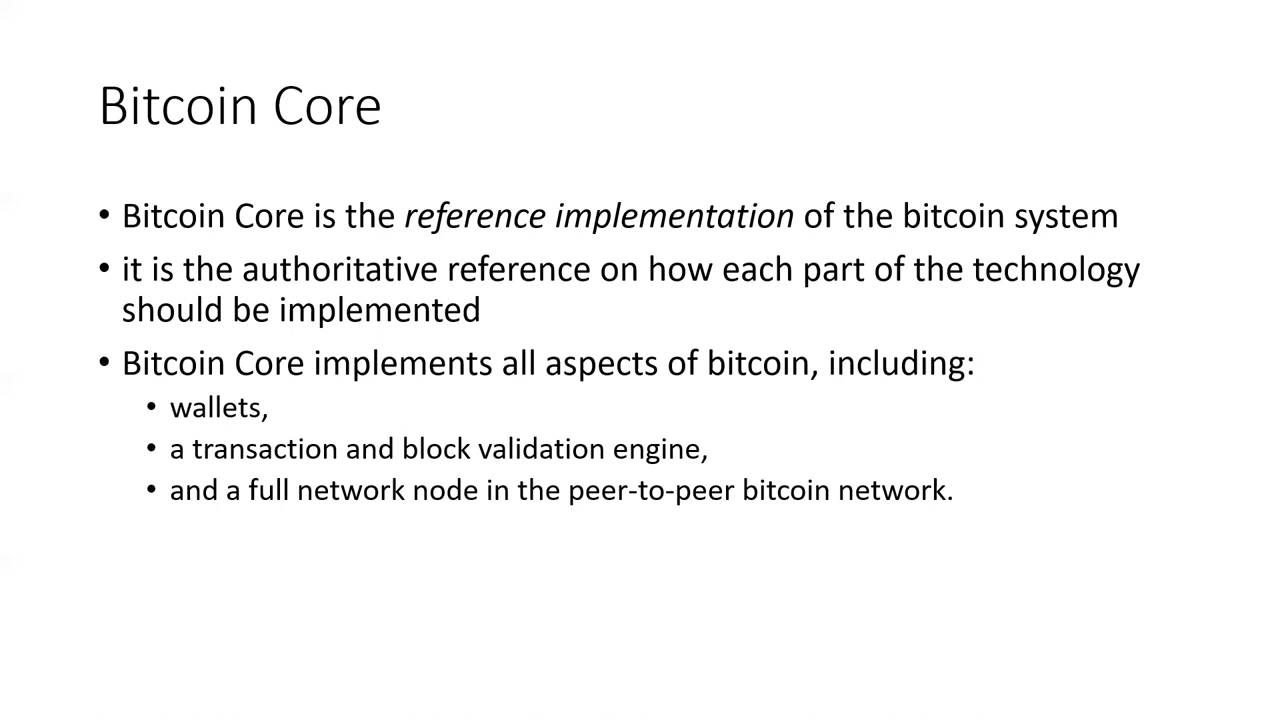 Bitcoin Core
• Bitcoin Core is the reference implementation of the bitcoin system
• it is the authoritative reference on how each part of the technology
should be implemented
• Bitcoin Core implements all aspects of bitcoin, including:
• wallets,
• a transaction and block validation engine,
• and a full network node in the peer-to-peer bitcoin network.